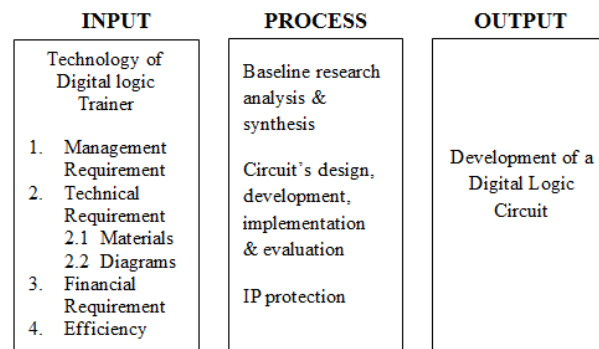 INPUT
Technology of
Digital logic
Trainer
1. Management
Requirement
2. Technical
Requirement
2.1 Materials
2.2 Diagrams
3. Financial
Requirement
4. Efficiency
PROCESS
Baseline research
analysis &
synthesis
Circuit's design,
development,
implementation
& evaluation
IP protection
OUTPUT
Development of a
Digital Logic
Circuit